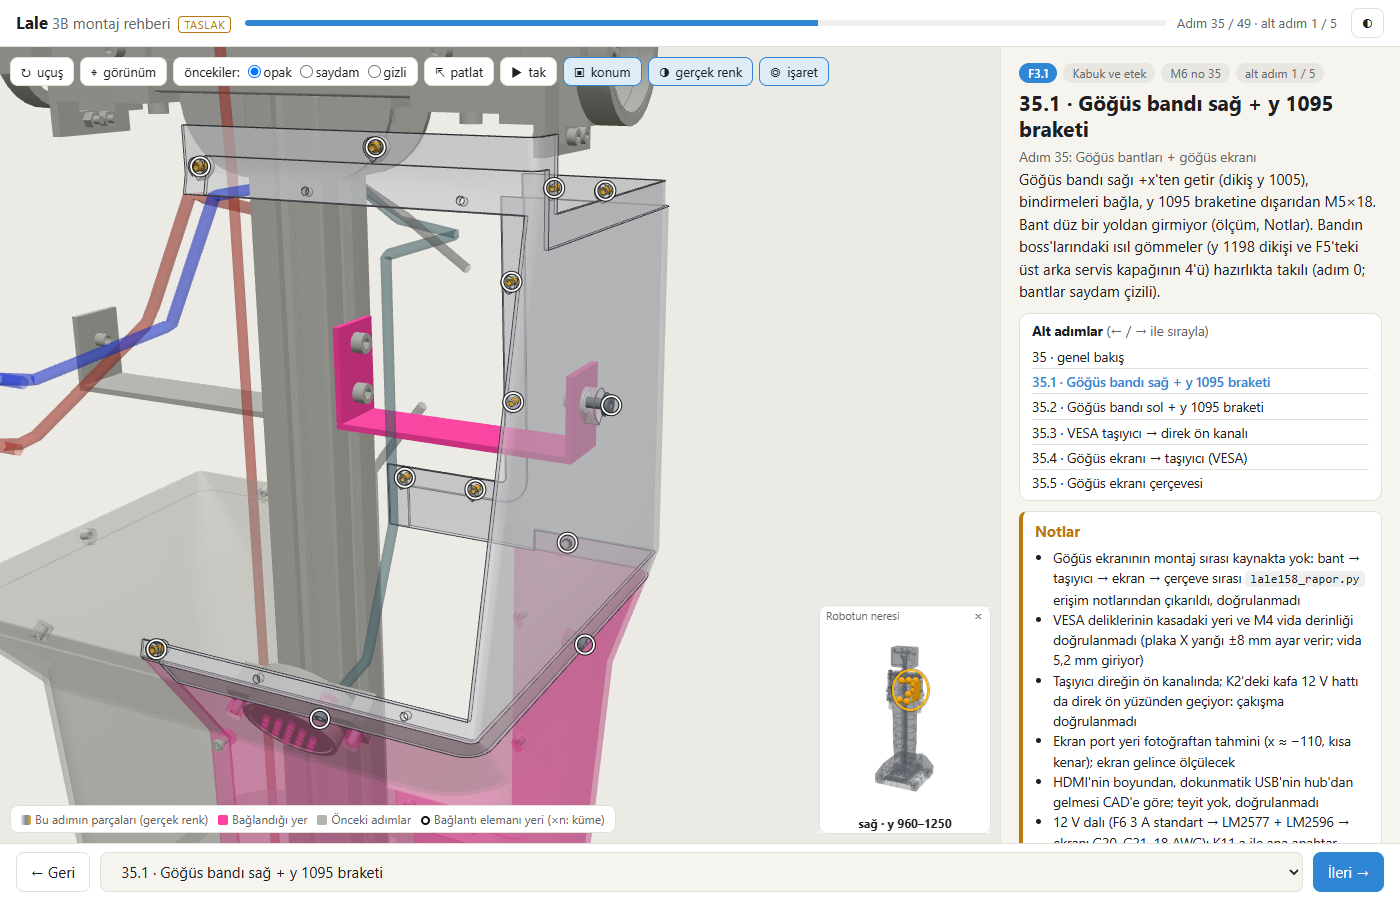 Lale 3B montaj rehberi TASLAK
Adım 35 / 49 · alt adım 1 / 5
↻ uçuş
⌖ görünüm
öncekiler: opak saydam gizli
⇱ patlat
▶ tak
▣ konum
◑ gerçek renk
◎ işaret
F3.1
Kabuk ve etek
M6 no 35
alt adım 1 / 5
35.1 · Göğüs bandı sağ + y 1095
braketi
Adım 35: Göğüs bantları + göğüs ekranı
Göğüs bandı sağı +x'ten getir (dikiş y 1005),
bindirmeleri bağla, y 1095 braketine dışarıdan M5×18.
Bant düz bir yoldan girmiyor (ölçüm, Notlar). Bandın
boss'larındaki ısıl gömmeler (y 1198 dikişi ve F5'teki
üst arka servis kapağının 4'ü) hazırlıkta takılı (adım 0;
bantlar saydam çizili).
Alt adımlar (← / → ile sırayla)
35 · genel bakış
35.1 · Göğüs bandı sağ + y 1095 braketi
35.2 · Göğüs bandı sol + y 1095 braketi
35.3 · VESA taşıyıcı → direk ön kanalı
35.4 · Göğüs ekranı → taşıyıcı (VESA)
35.5 · Göğüs ekranı çerçevesi
Notlar
• Göğüs ekranının montaj sırası kaynakta yok: bant →
taşıyıcı → ekran → çerçeve sırası lale158_rapor.py
erişim notlarından çıkarıldı, doğrulanmadı
• VESA deliklerinin kasadaki yeri ve M4 vida derinliği
doğrulanmadı (plaka X yarığı ±8 mm ayar verir; vida
5,2 mm giriyor)
• Taşıyıcı direğin ön kanalında; K2'deki kafa 12 V hattı
da direk ön yüzünden geçiyor: çakışma
doğrulanmadı
• Ekran port yeri fotoğraftan tahmini (x ≈ −110, kısa
kenar); ekran gelince ölçülecek
• HDMI'nin boyundan, dokunmatik USB'nin hub'dan
gelmesi CAD'e göre; teyit yok, doğrulanmadı
• 12 V dalı (F6 3 A standart → LM2577 + LM2596 →
Robotun neresi ×
sağ · y 960–1250
Bu adımın parçaları (gerçek renk)
Bağlandığı yer
Önceki adımlar
Bağlantı elemanı yeri (×n: küme)
← Geri
35.1 · Göğüs bandı sağ + y 1095 braketi
İleri →